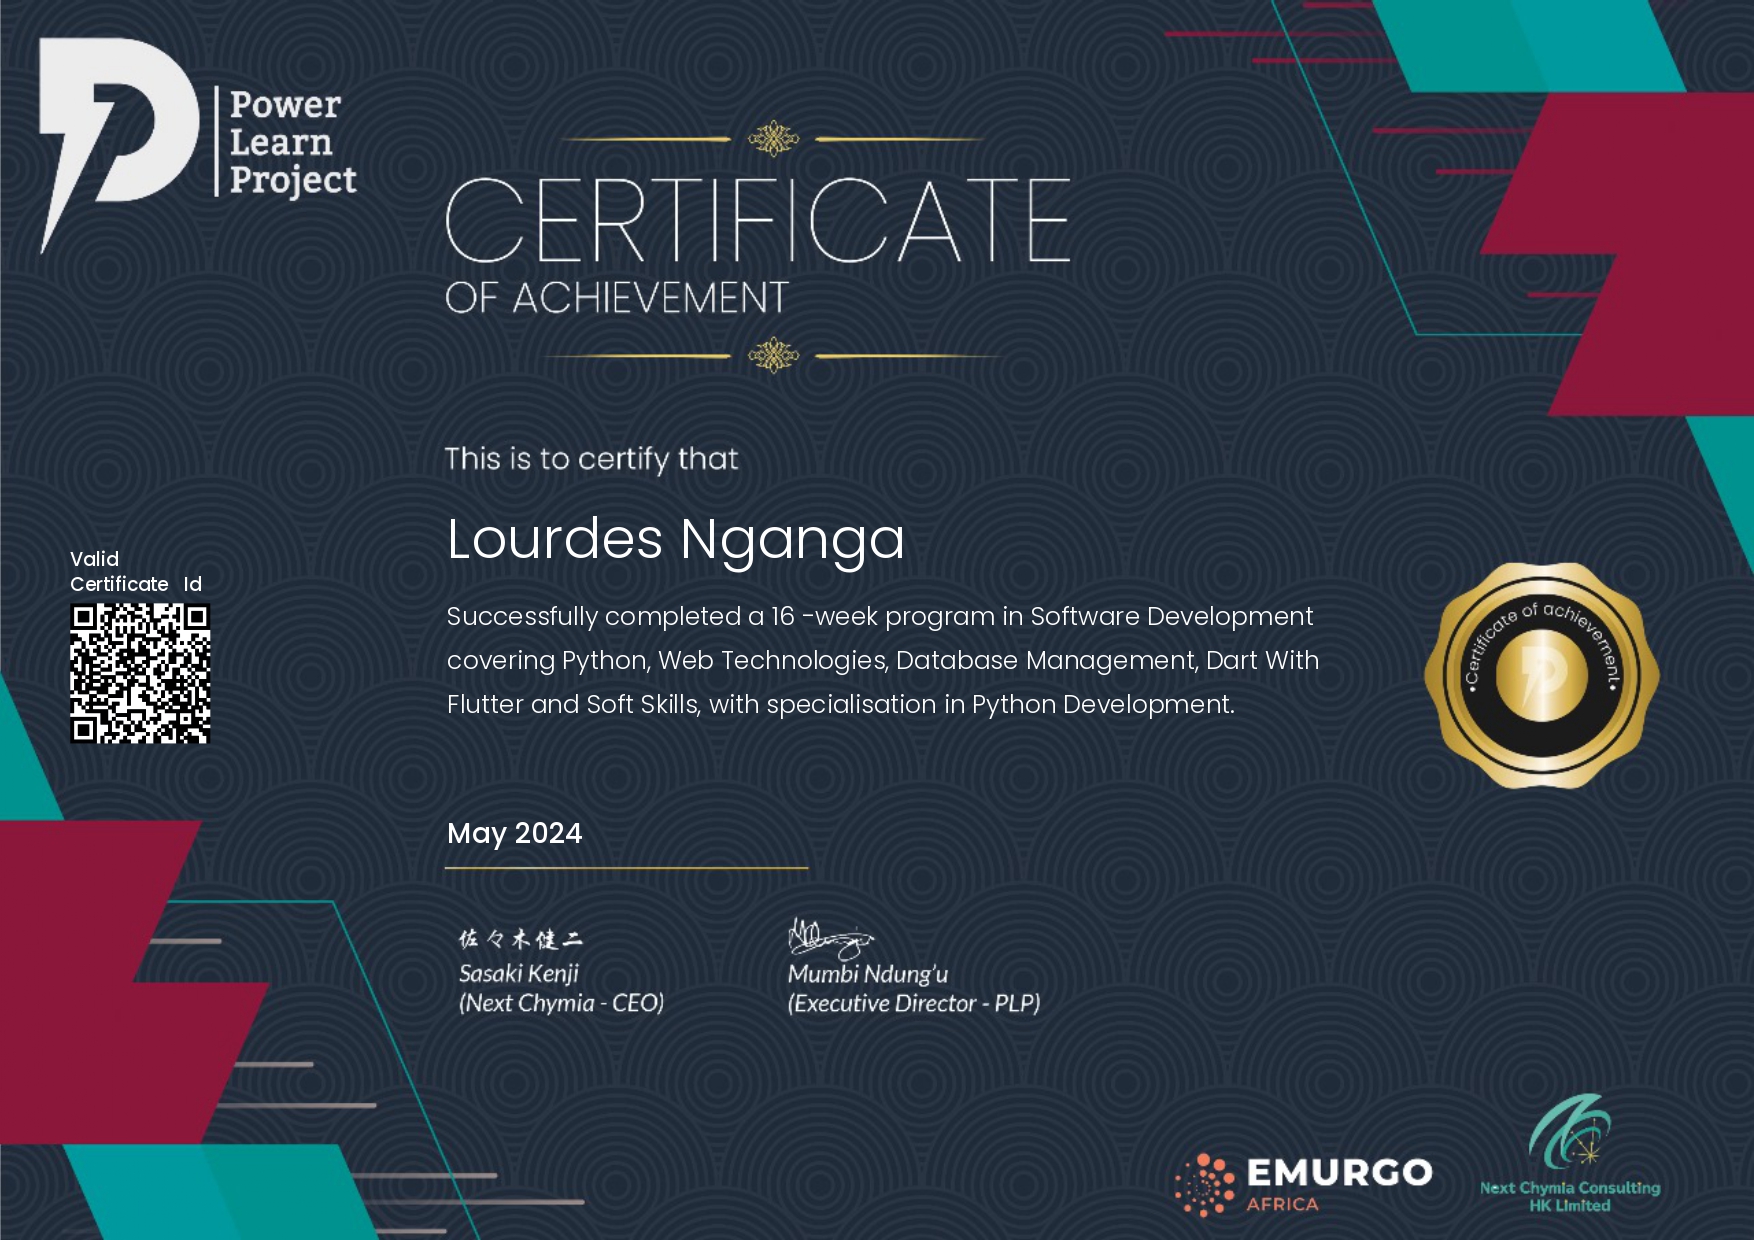 Power
Learn
Project
CERTIFICATE
OF ACHIEVEMENT
This is to certify that
Lourdes Nganga
Valid
Certificate Id
Successfully completed a 16 -week program in Software Development
covering Python, Web Technologies, Database Management, Dart With
Flutter and Soft Skills, with specialisation in Python Development.
•Certificate of achievement•
May 2024
佐々木健二
Sasaki Kenji
(Next Chymia - CEO)
Mumbi Ndung'u
(Executive Director - PLP)
EMURGO
AFRICA
Next Chymia Consulting
HK Limited